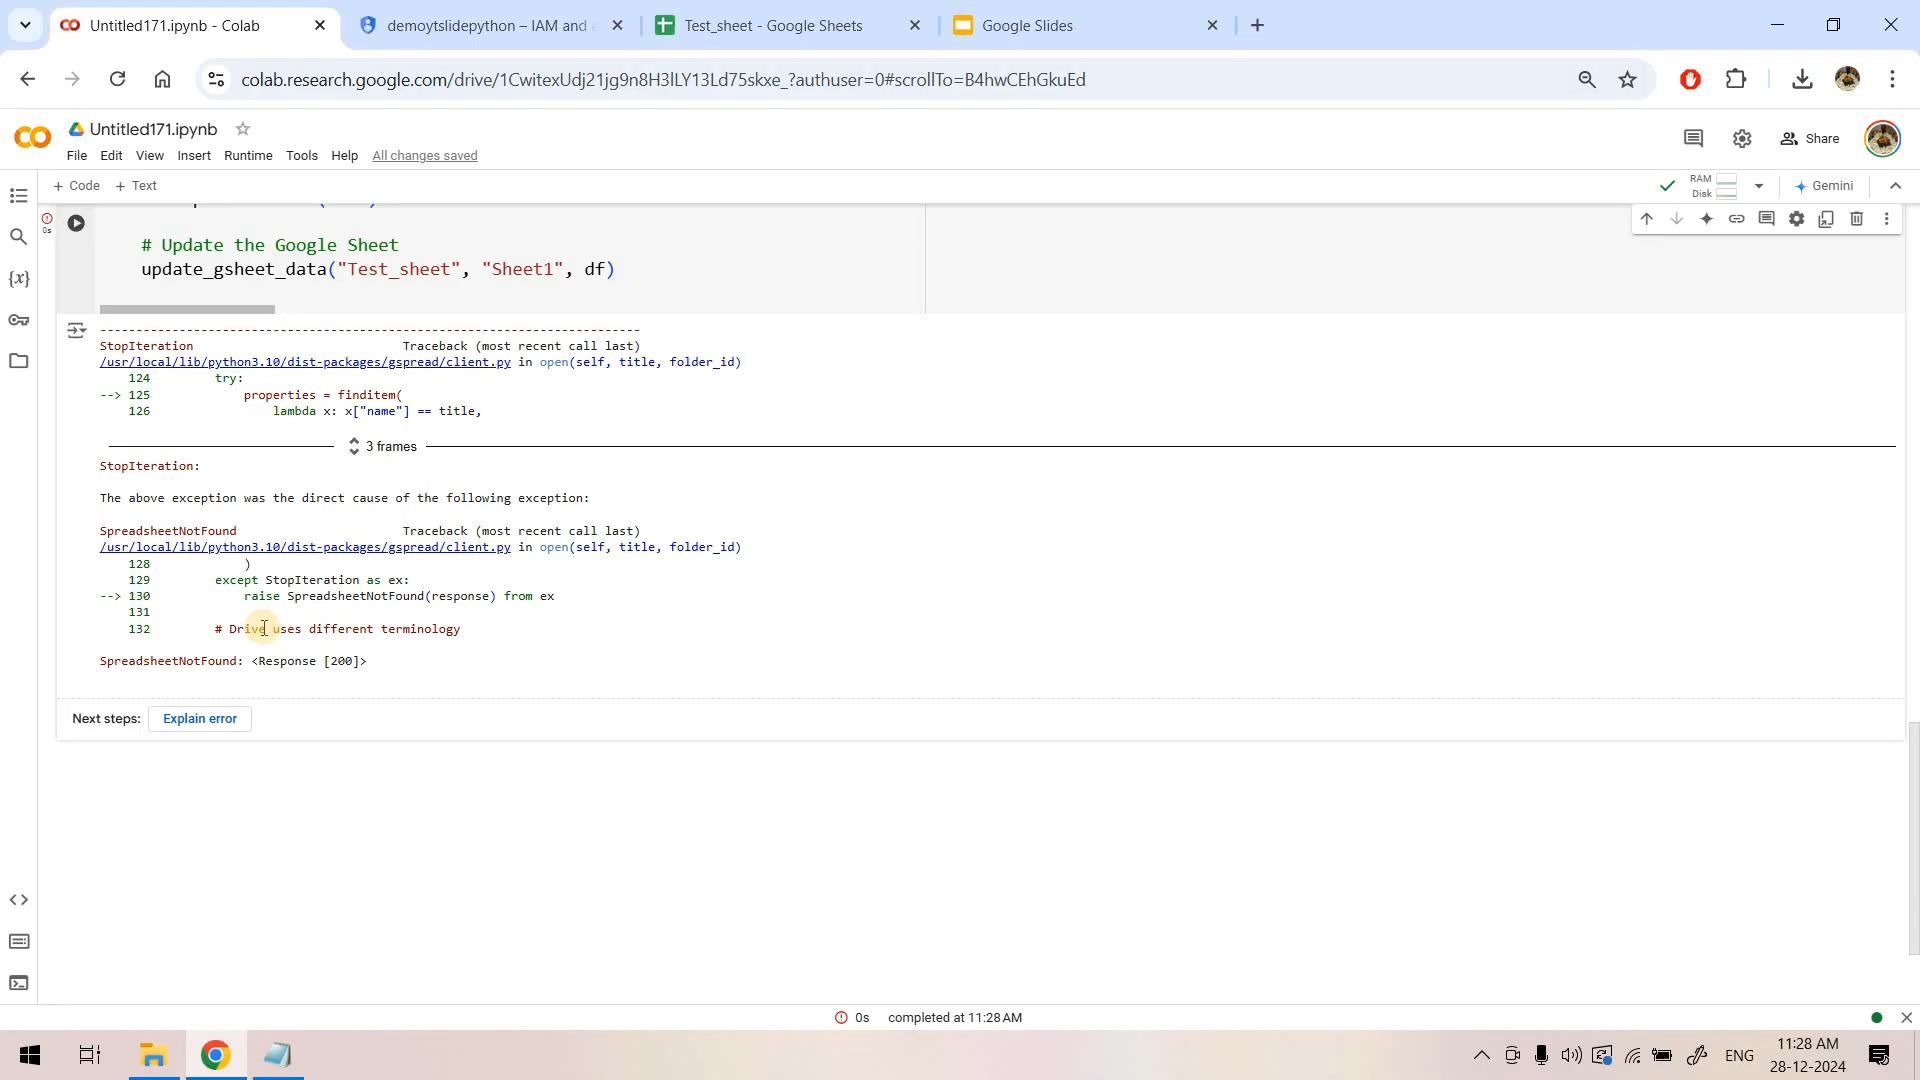 Untitled171.ipynb - Colab
demoytslidepython – IAM and a
Test_sheet - Google Sheets
Google Slides
colab.research.google.com/drive/1CwitexUdj21jg9n8H3lLY13Ld75skxe_?authuser=0#scrollTo=B4hwCEhGkuEd
Untitled171.ipynb
File Edit View Insert Runtime Tools Help All changes saved
Share
+ Code + Text
RAM
Disk
Gemini
0s
# Update the Google Sheet
update_gsheet_data("Test_sheet", "Sheet1", df)
---------------------------------------------------------------------------
StopIteration Traceback (most recent call last)
/usr/local/lib/python3.10/dist-packages/gspread/client.py in open(self, title, folder_id)
124 try:
--> 125 properties = finditem(
126 lambda x: x["name"] == title,
3 frames
StopIteration:
The above exception was the direct cause of the following exception:
SpreadsheetNotFound Traceback (most recent call last)
/usr/local/lib/python3.10/dist-packages/gspread/client.py in open(self, title, folder_id)
128 )
129 except StopIteration as ex:
--> 130 raise SpreadsheetNotFound(response) from ex
131
132 # Drive uses different terminology
SpreadsheetNotFound: <Response [200]>
Next steps: Explain error
0s completed at 11:28 AM
ENG
11:28 AM
28-12-2024